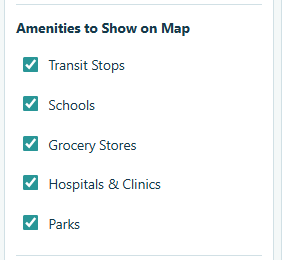 Amenities to Show on Map
Transit Stops
Schools
Grocery Stores
Hospitals & Clinics
Parks